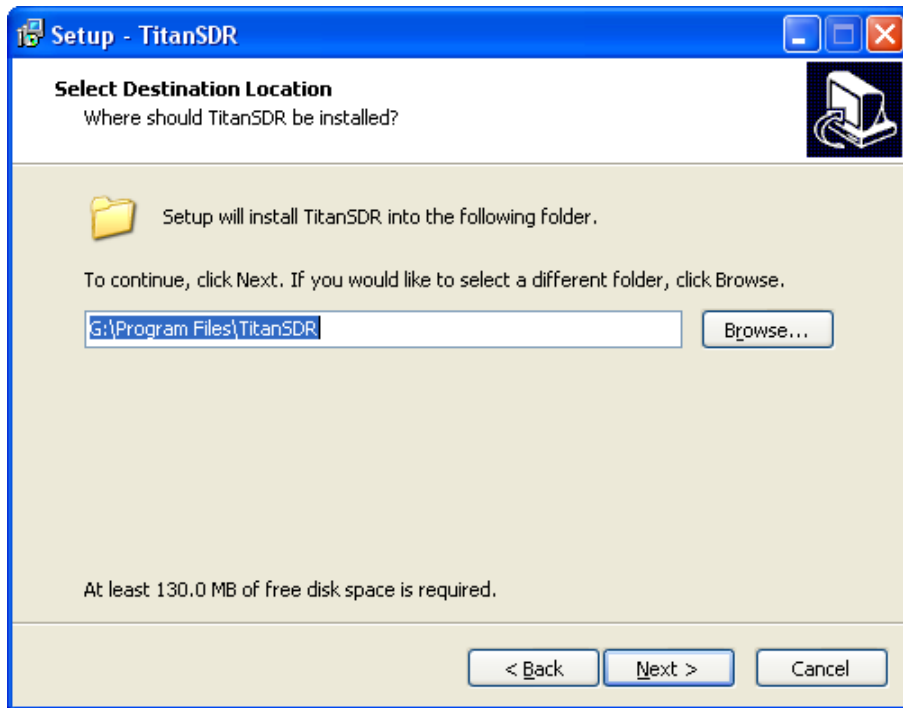 Setup - TitanSDR
Select Destination Location
Where should TitanSDR be installed?
Setup will install TitanSDR into the following folder.
To continue, click Next. If you would like to select a different folder, click Browse.
G:\Program Files\TitanSDR
Browse...
At least 130.0 MB of free disk space is required.
< Back
Next >
Cancel